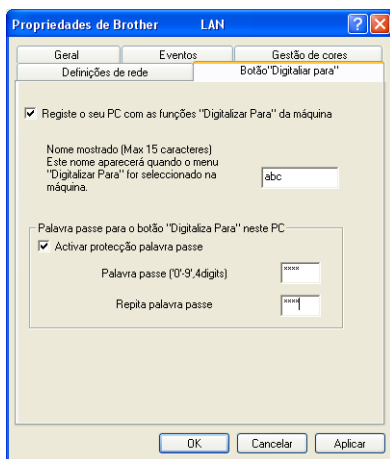 Propriedades de Brother LAN
Geral Eventos Gestão de cores
Definições de rede Botão"Digitaliar para"
Registe o seu PC com as funções "Digitalizar Para" da máquina
Nome mostrado (Max 15 caracteres)
Este nome aparecerá quando o menu
"Digitalizar Para" for seleccionado na
máquina.
abc
Palavra passe para o botão "Digitaliza Para" neste PC
Activar protecção palavra passe
Palavra passe ('0'-9',4digits) ****
Repita palavra passe ****
OK Cancelar Aplicar